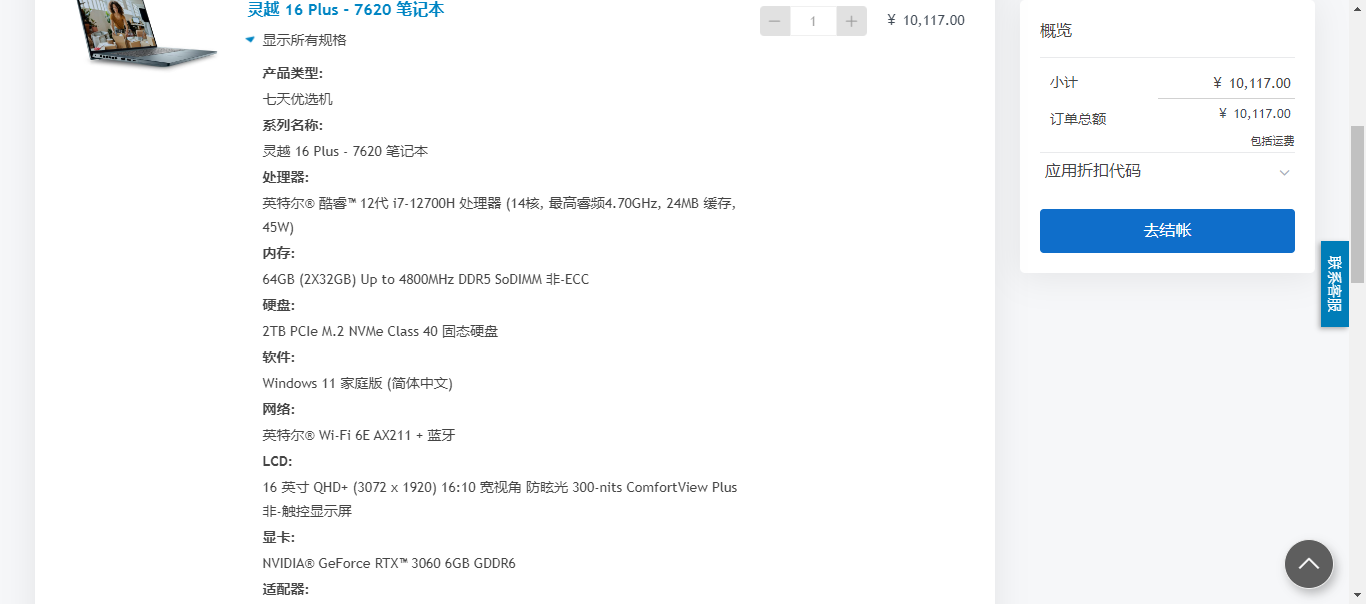 灵越 16 Plus - 7620 笔记本
1
¥ 10,117.00
显示所有规格
产品类型:
七天优选机
系列名称:
灵越 16 Plus - 7620 笔记本
处理器:
英特尔® 酷睿™ 12代 i7-12700H 处理器 (14核, 最高睿频4.70GHz, 24MB 缓存,
45W)
内存:
64GB (2X32GB) Up to 4800MHz DDR5 SoDIMM 非-ECC
硬盘:
2TB PCIe M.2 NVMe Class 40 固态硬盘
软件:
Windows 11 家庭版 (简体中文)
网络:
英特尔® Wi-Fi 6E AX211 + 蓝牙
LCD:
16 英寸 QHD+ (3072 x 1920) 16:10 宽视角 防眩光 300-nits ComfortView Plus
非-触控显示屏
显卡:
NVIDIA® GeForce RTX™ 3060 6GB GDDR6
适配器:
概览
小计 ¥ 10,117.00
订单总额 ¥ 10,117.00
包括运费
应用折扣代码
去结帐
联系客服